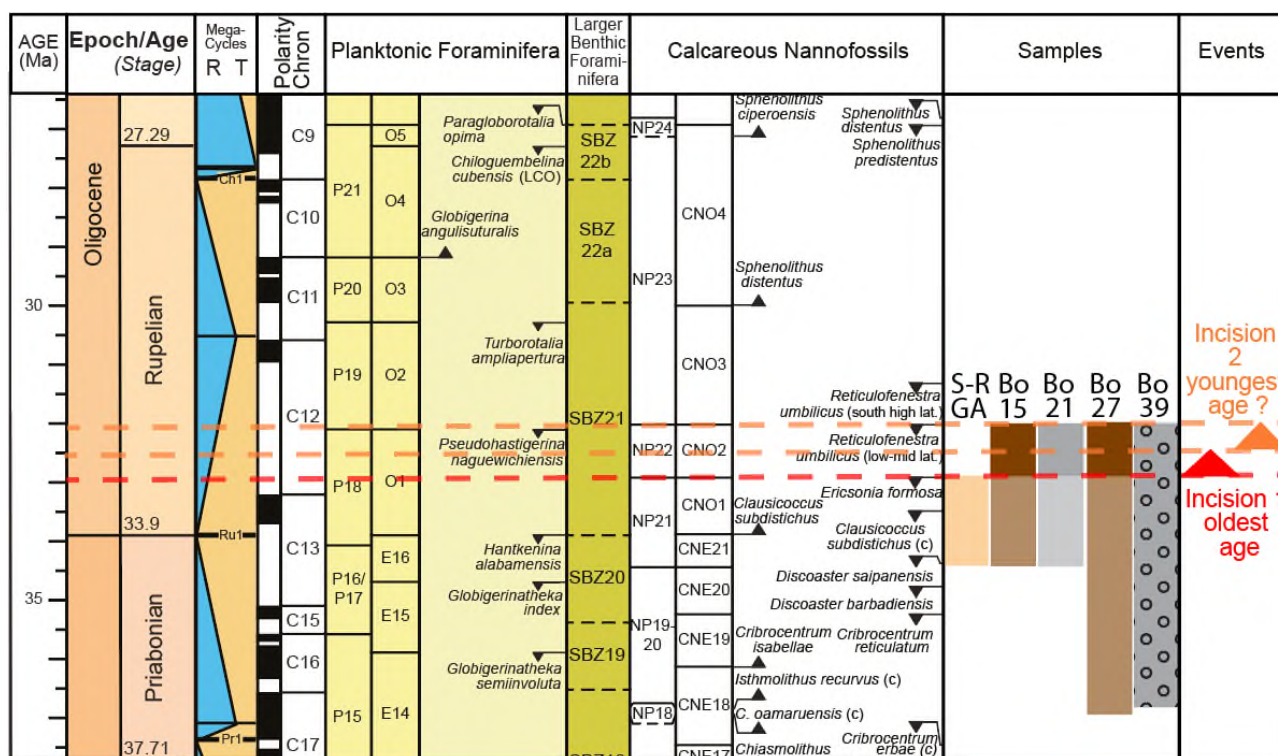 AGE
(Ma)
Epoch/Age
(Stage)
Mega-
Cycles
R T
Polarity
Chron
Planktonic Foraminifera
Larger
Benthic
Forami-
nifera
Calcareous Nannofossils
Samples
Events
30
35
Oligocene
27.29
Rupelian
33.9
Priabonian
37.71
Ch1
Ru1
Pr1
C9
C10
C11
C12
C13
C15
C16
C17
P21
P20
P19
P18
P16/
P17
P15
O5
O4
O3
O2
O1
E16
E15
E14
Paragloborotalia
opima
Chiloguembelina
cubensis (LCO)
Globigerina
angulisuturalis
Turborotalia
ampliapertura
Pseudohastigerina
naguewichiensis
Hantkenina
alabamensis
Globigerinatheka
index
Globigerinatheka
semiinvoluta
SBZ
22b
SBZ
22a
SBZ21
SBZ20
SBZ19
NP24
NP23
NP22
NP21
NP19-
20
NP18
CNO4
CNO3
CNO2
CNO1
CNE21
CNE20
CNE19
CNE18
CNE17
Sphenolithus
ciperoensis
Sphenolithus
distentus
Sphenolithus
predistentus
Sphenolithus
distentus
Reticulofenestra
umbilicus (south high lat.)
Reticulofenestra
umbilicus (low-mid lat.)
Ericsonia formosa
Clausicoccus
subdistichus
Clausicoccus
subdistichus (c)
Discoaster saipanensis
Discoaster barbadiensis
Cribrocentrum
isabellae
Cribrocentrum
reticulatum
Isthmolithus recurvus (c)
C. oamaruensis (c)
Chiasmolithus
Cribrocentrum
erbae (c)
S-R
GA
Bo
15
Bo
21
Bo
27
Bo
39
Incision
2
youngest
age ?
Incision
oldest
age